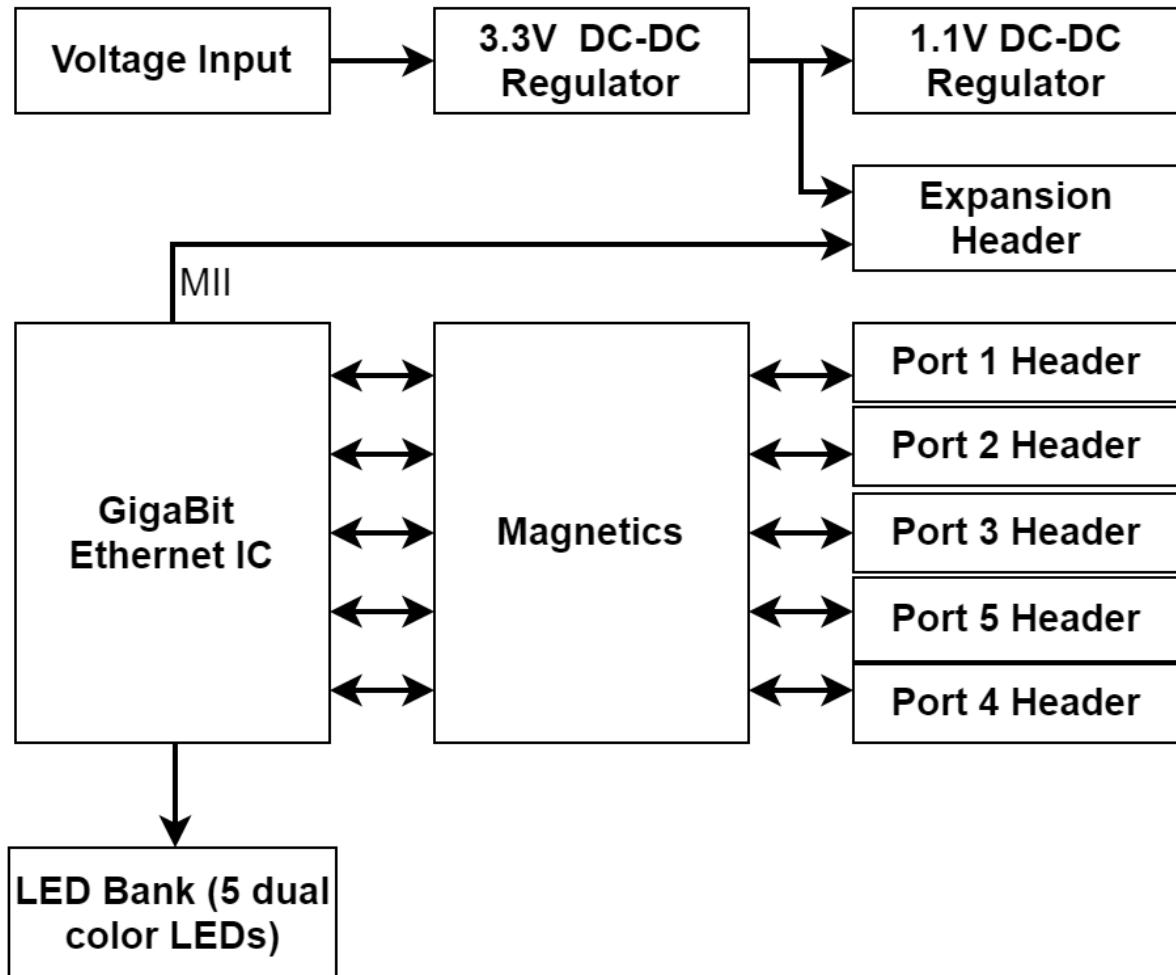 Voltage Input
3.3V  DC-DC
Regulator
1.1V DC-DC
Regulator
Expansion
Header
MII
GigaBit
Ethernet IC
Magnetics
Port 1 Header
Port 2 Header
Port 3 Header
Port 5 Header
Port 4 Header
LED Bank (5 dual
color LEDs)